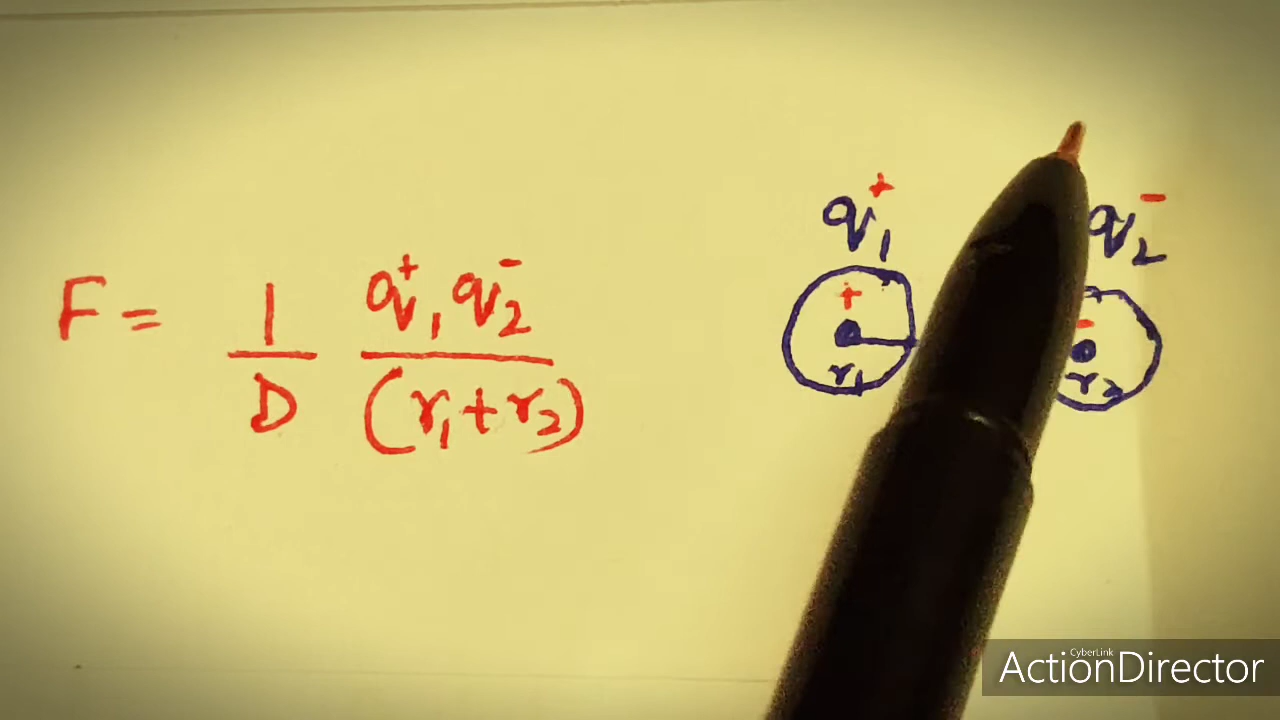 F = 1/D q₁⁺q₂⁻/(r₁+r₂)
q₁⁺ q₂⁻
+ -
r₁ r₂
CyberLink
ActionDirector